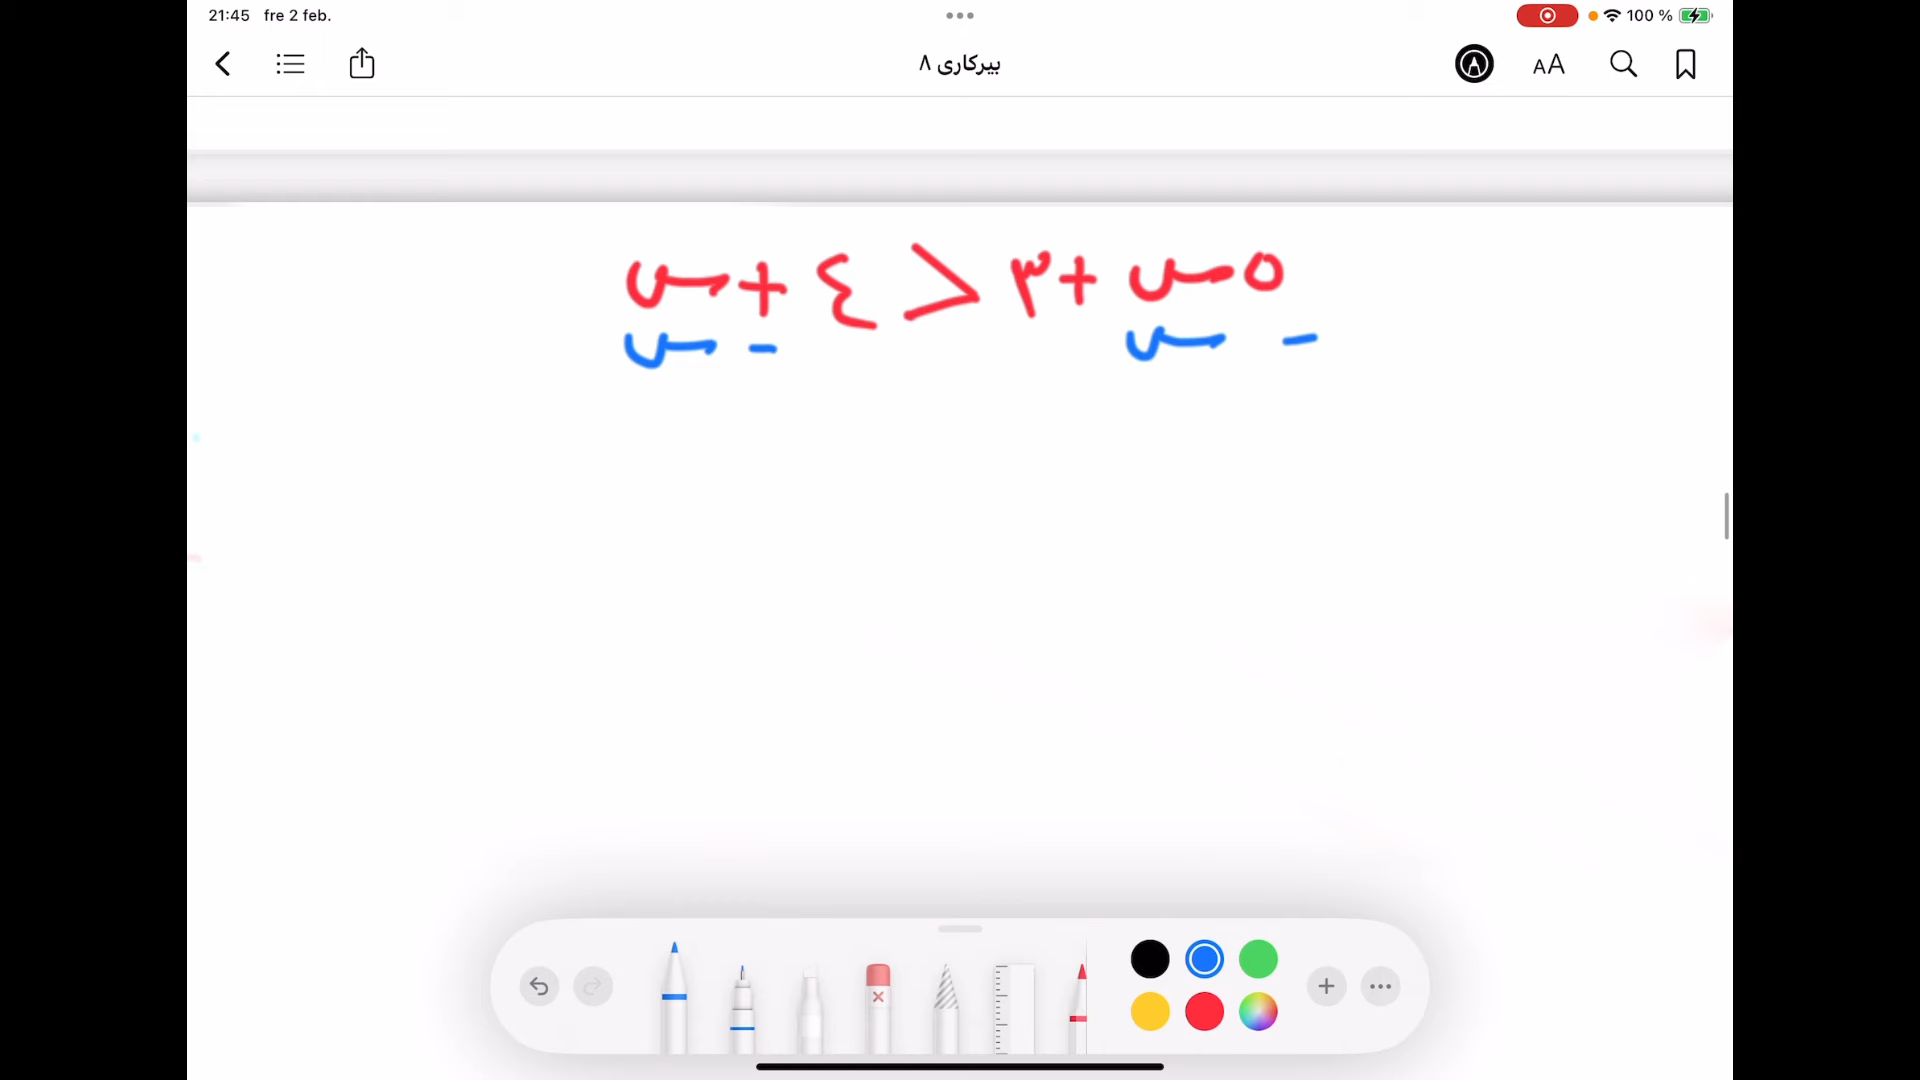 21:45 fre 2 feb. 100 %
بیرکاری ٨
AA
٥س + ٣ < ٤ + س
- س - س